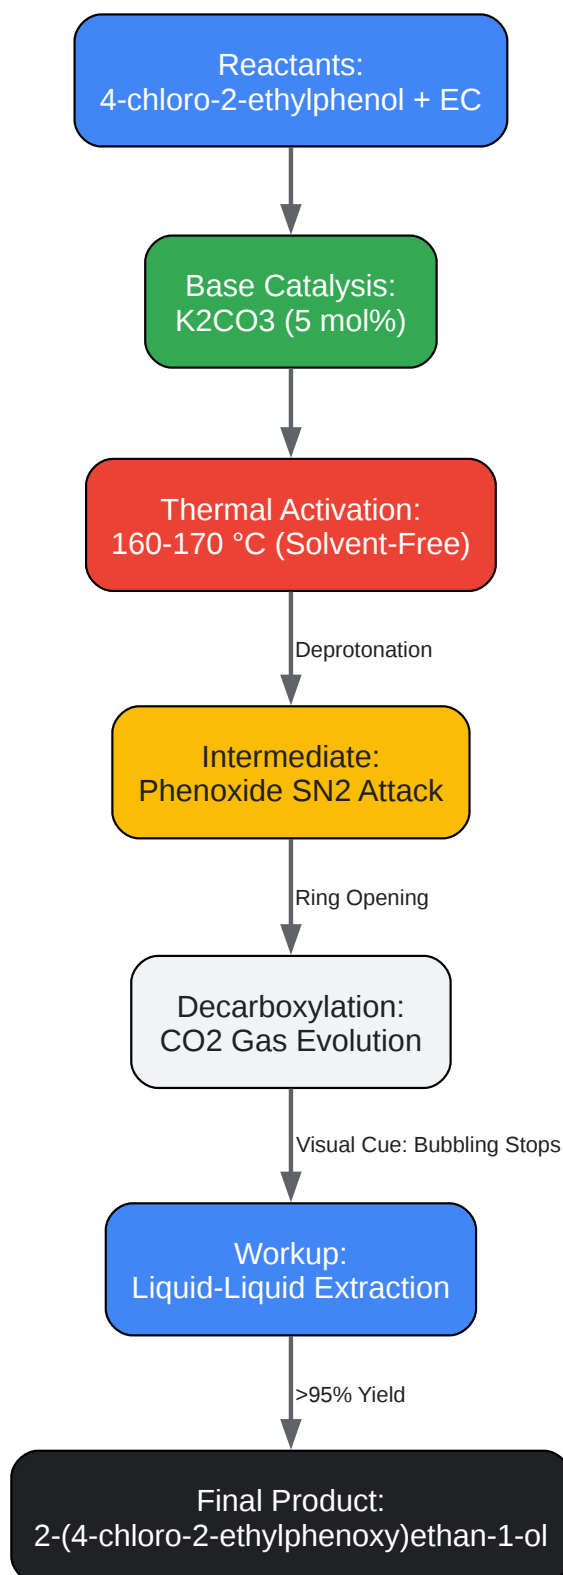 Reactants:
4-chloro-2-ethylphenol + EC
Base Catalysis:
K2CO3 (5 mol%)
Thermal Activation:
160-170 °C (Solvent-Free)
Deprotonation
Intermediate:
Phenoxide SN2 Attack
Ring Opening
Decarboxylation:
CO2 Gas Evolution
Visual Cue: Bubbling Stops
Workup:
Liquid-Liquid Extraction
>95% Yield
Final Product:
2-(4-chloro-2-ethylphenoxy)ethan-1-ol